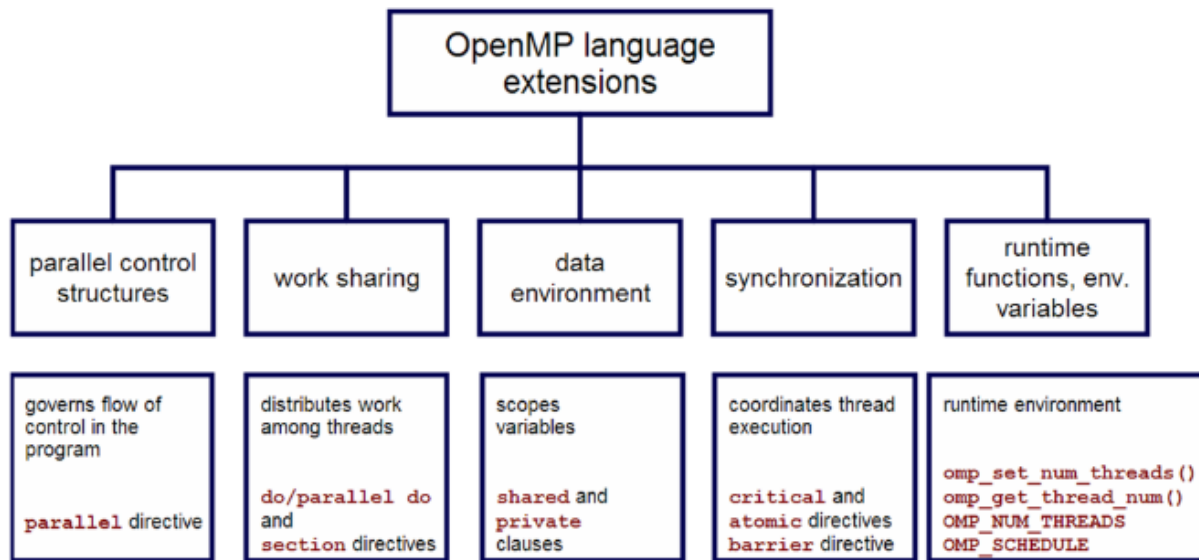 OpenMP language
extensions
parallel control
structures
work sharing
data
environment
synchronization
runtime
functions, env.
variables
governs flow of
control in the
program
parallel directive
distributes work
among threads
do/parallel do
and
section directives
scopes
variables
shared and
private
clauses
coordinates thread
execution
critical and
atomic directives
barrier directive
runtime environment
omp_set_num_threads()
omp_get_thread_num()
OMP_NUM_THREADS
OMP_SCHEDULE